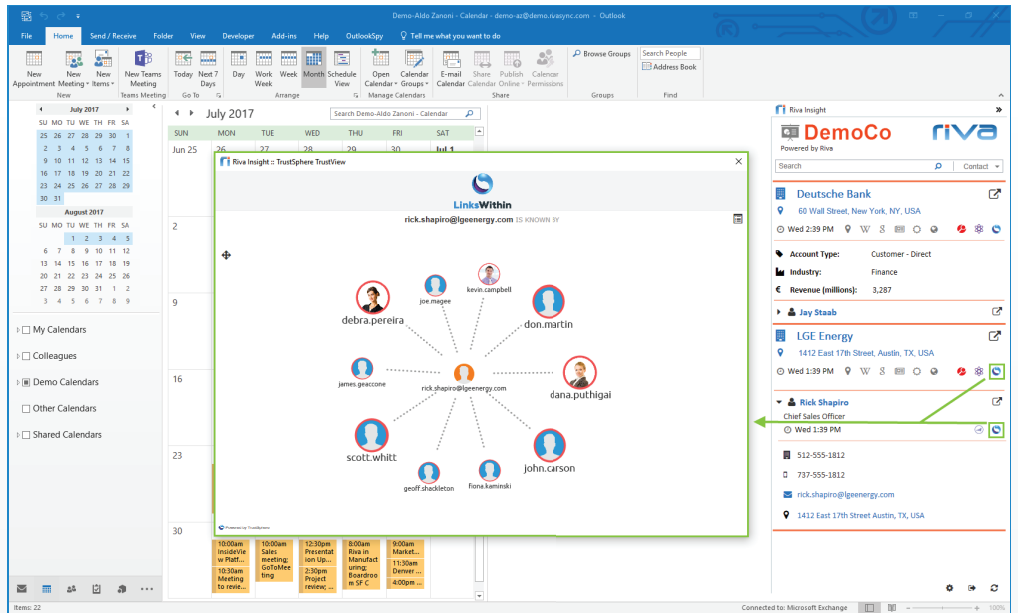 Demo-Aldo Zanoni - Calendar - demo-az@demo.rivasync.com - Outlook
File Home Send / Receive Folder View Developer Add-ins Help OutlookSpy Tell me what you want to do
New Appointment
New Meeting
New Items
New
New Teams Meeting
Teams Meeting
Today
Next 7 Days
Go To
Day
Work Week
Week
Month
Schedule View
Arrange
Open Calendar
Calendar Groups
Manage Calendars
E-mail Calendar
Share Calendar
Publish Online
Calendar Permissions
Share
Browse Groups
Groups
Search People
Address Book
Find
July 2017
SU MO TU WE TH FR SA
25 26 27 28 29 30 1
2 3 4 5 6 7 8
9 10 11 12 13 14 15
16 17 18 19 20 21 22
23 24 25 26 27 28 29
30 31
August 2017
SU MO TU WE TH FR SA
1 2 3 4 5
6 7 8 9 10 11 12
13 14 15 16 17 18 19
20 21 22 23 24 25 26
27 28 29 30 31 1 2
3 4 5 6 7 8 9
My Calendars
Colleagues
Demo Calendars
Other Calendars
Shared Calendars
July 2017
Search Demo-Aldo Zanoni - Calendar
SUN MON TUE WED THU FRI SAT
Jun 25 26 27 28 29 30 Jul 1
2
9
16
23
30
Riva Insight :: TrustSphere TrustView
LinksWithin
rick.shapiro@lgeenergy.com IS KNOWN BY
joe.magee
kevin.campbell
debra.pereira
don.martin
james.geaccone
rick.shapiro@lgeenergy.com
dana.puthigai
scott.whitt
john.carson
geoff.shackleton
fiona.kaminski
Powered by TrustSphere
10:00am
InsideVie
w Platf...
10:30am
Meeting
to revie...
10:00am
Sales
meeting;
GoToMee
ting
12:30pm
Presentat
ion Up...
2:30pm
Project
review; ...
8:00am
Riva in
Manufact
uring;
Boardroo
m SF C
9:00am
Market...
11:30am
Denver ...
4:00pm ...
Riva Insight
DemoCo
riva
Powered by Riva
Search
Contact
Deutsche Bank
60 Wall Street, New York, NY, USA
Wed 2:39 PM
Account Type: Customer - Direct
Industry: Finance
Revenue (millions): 3,287
Jay Staab
LGE Energy
1412 East 17th Street, Austin, TX, USA
Wed 1:39 PM
Rick Shapiro
Chief Sales Officer
Wed 1:39 PM
512-555-1812
737-555-1812
rick.shapiro@lgeenergy.com
1412 East 17th Street Austin, TX, USA
Items: 22
Connected to: Microsoft Exchange
100%